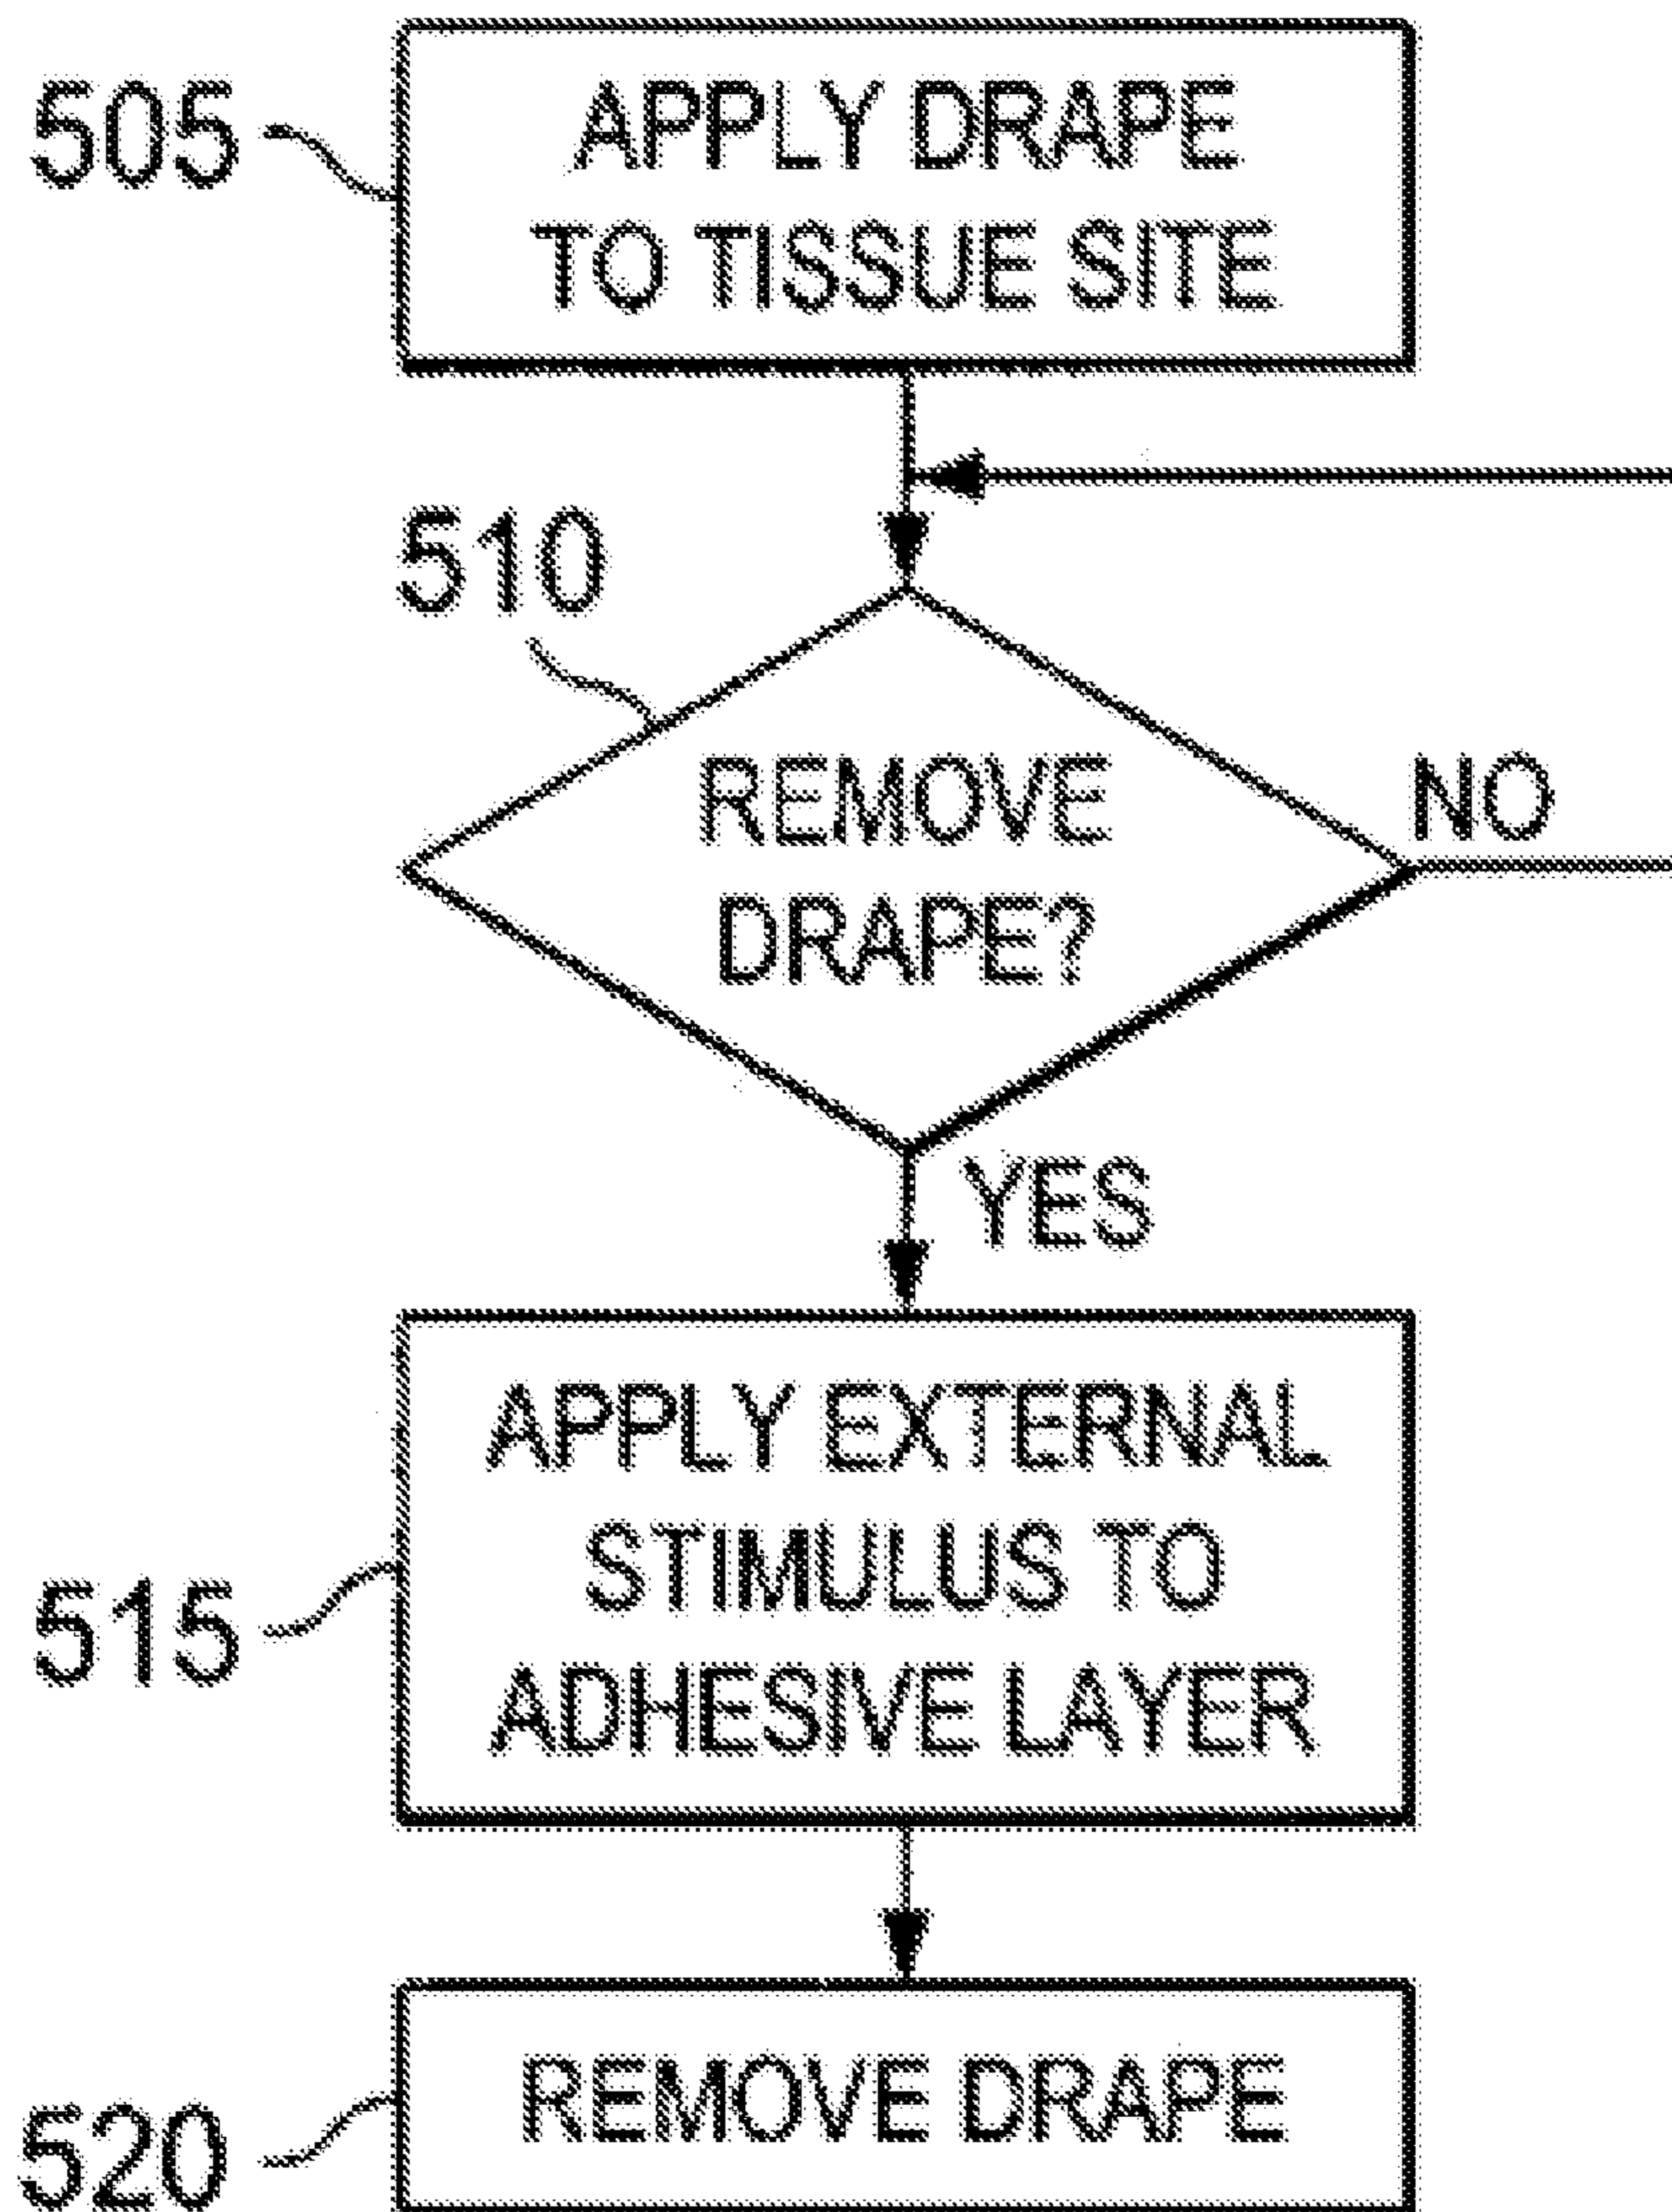 505
APPLY DRAPE
TO TISSUE SITE
510
REMOVE
DRAPE?
NO
YES
515
APPLY EXTERNAL
STIMULUS TO
ADHESIVE LAYER
520
REMOVE DRAPE